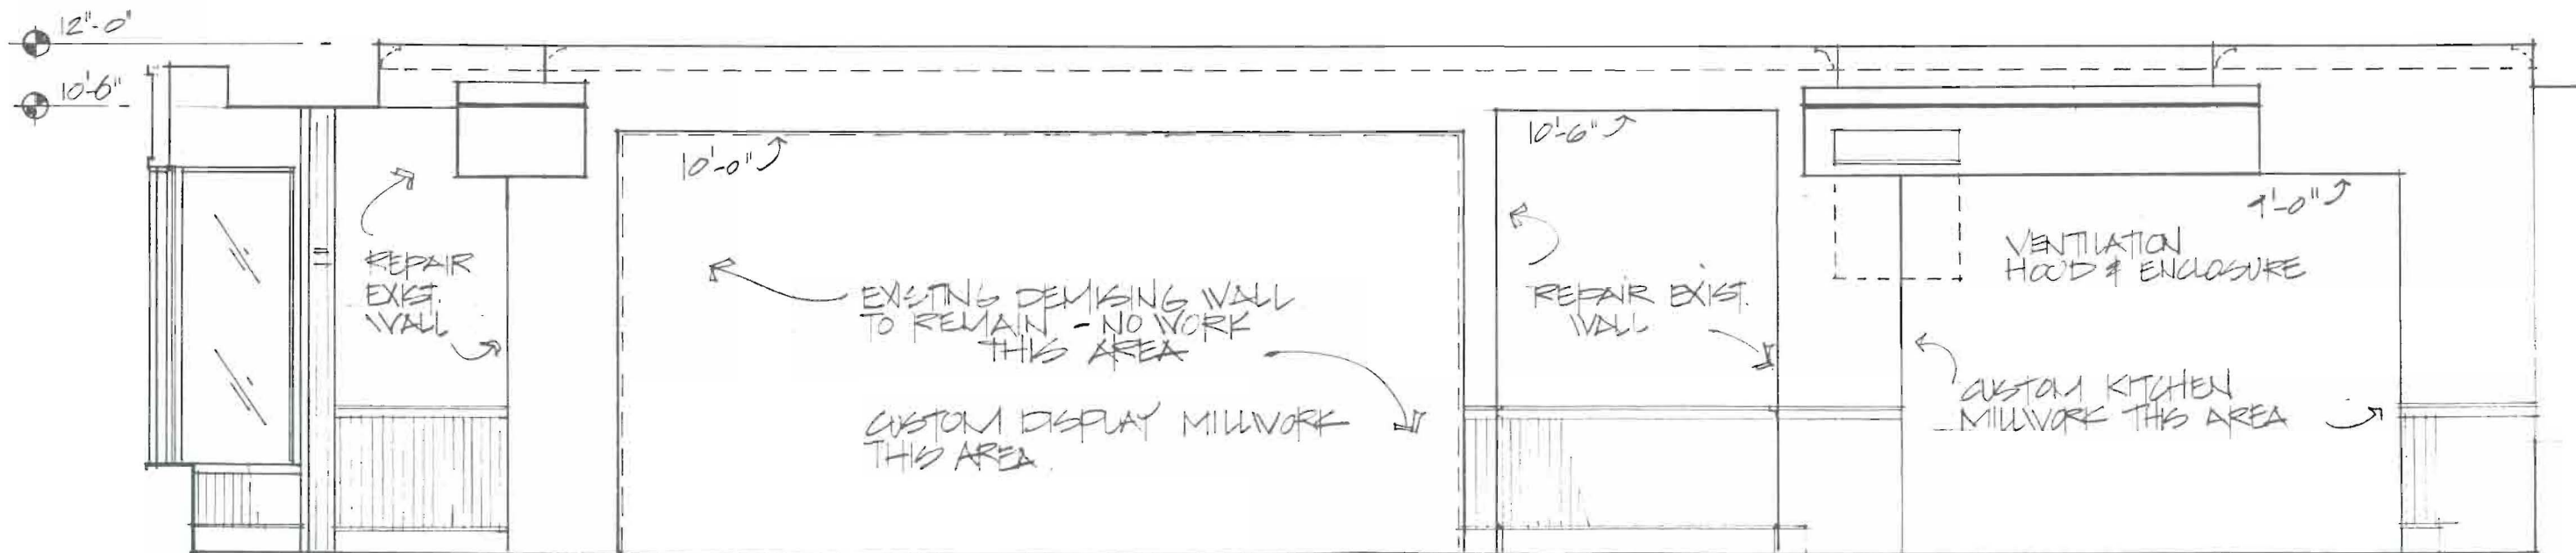 12'-0"
10'-6"
10'-0"
10'-6"
9'-0"
REPAIR
EXIST.
WALL
EXISTING DEMISING WALL
TO REMAIN - NO WORK
THIS AREA
CUSTOM DISPLAY MILLWORK
THIS AREA.
REPAIR EXIST.
WALL
VENTILATION
HOOD & ENCLOSURE
CUSTOM KITCHEN
MILLWORK THIS AREA